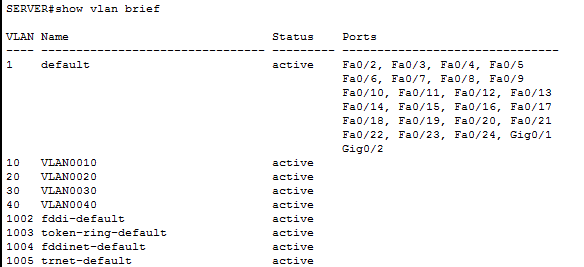 SERVER#show vlan brief
VLAN Name Status Ports
---- -------------------------------- --------- -------------------------------
1 default active Fa0/2, Fa0/3, Fa0/4, Fa0/5
Fa0/6, Fa0/7, Fa0/8, Fa0/9
Fa0/10, Fa0/11, Fa0/12, Fa0/13
Fa0/14, Fa0/15, Fa0/16, Fa0/17
Fa0/18, Fa0/19, Fa0/20, Fa0/21
Fa0/22, Fa0/23, Fa0/24, Gig0/1
Gig0/2
10 VLAN0010 active
20 VLAN0020 active
30 VLAN0030 active
40 VLAN0040 active
1002 fddi-default active
1003 token-ring-default active
1004 fddinet-default active
1005 trnet-default active